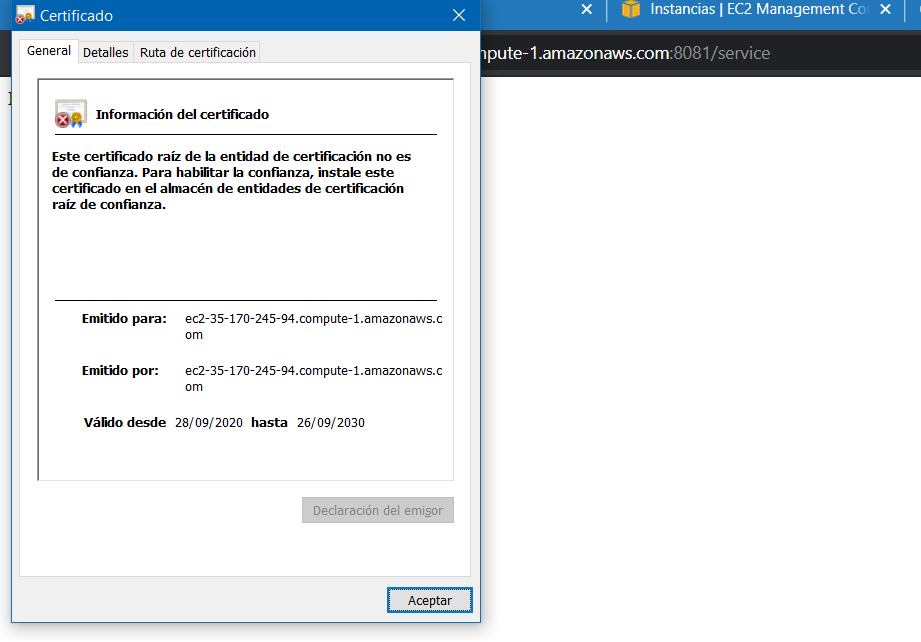 Certificado
Instancias | EC2 Management Co
General
Detalles
Ruta de certificación
compute-1.amazonaws.com:8081/service
Información del certificado
Este certificado raíz de la entidad de certificación no es
de confianza. Para habilitar la confianza, instale este
certificado en el almacén de entidades de certificación
raíz de confianza.
Emitido para:
ec2-35-170-245-94.compute-1.amazonaws.c
om
Emitido por:
ec2-35-170-245-94.compute-1.amazonaws.c
om
Válido desde 28/09/2020 hasta 26/09/2030
Declaración del emisor
Aceptar